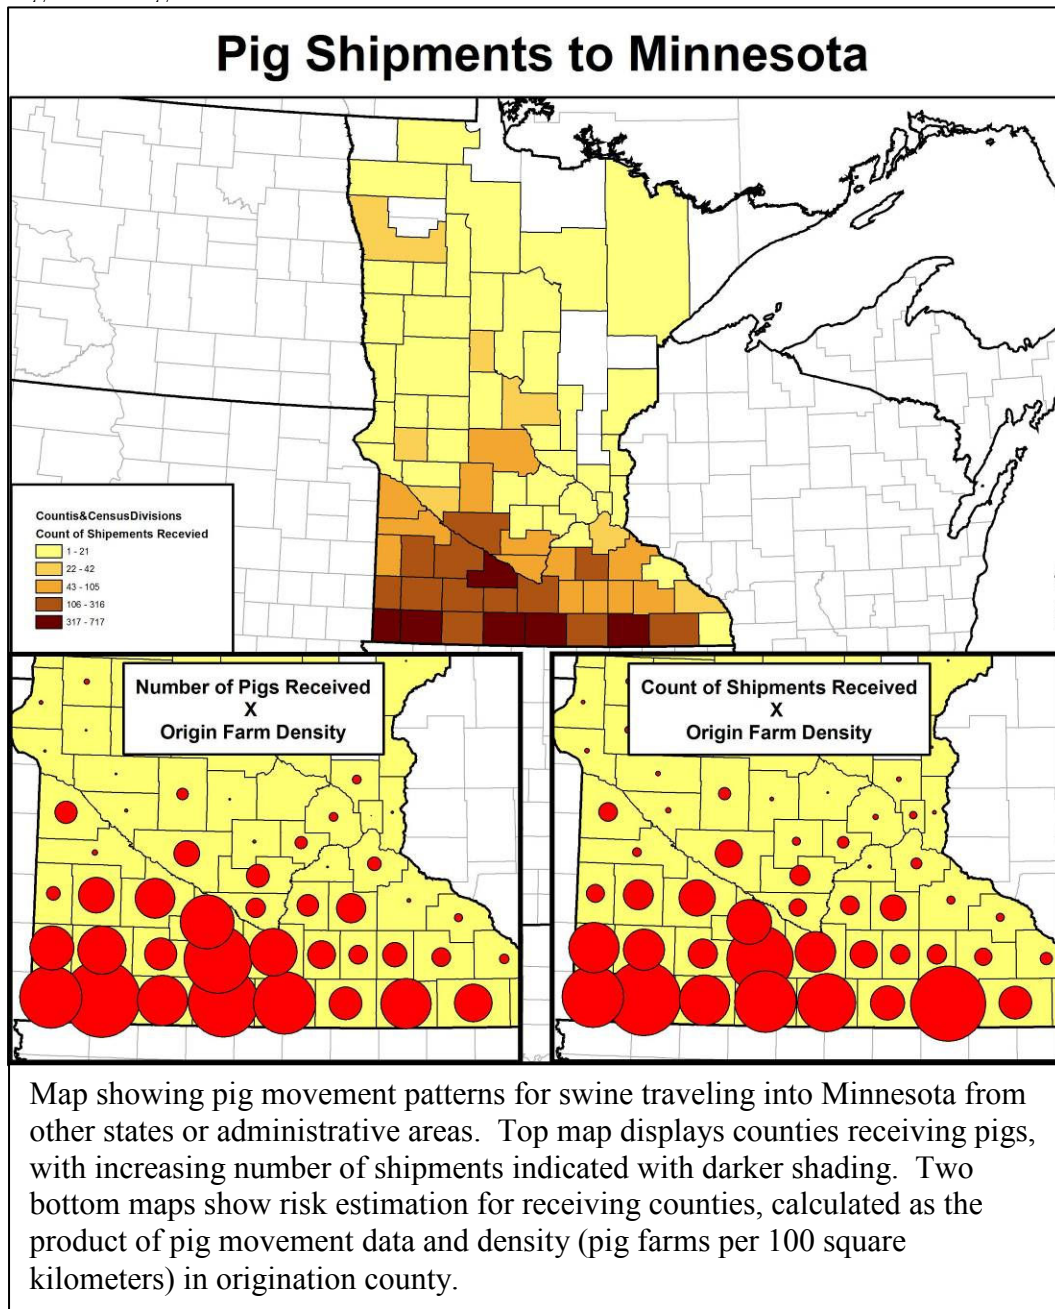 Pig Shipments to Minnesota
Countis&CensusDivisions
Count of Shipements Recevied
1 - 21
22 - 42
43 - 105
106 - 316
317 - 717
Number of Pigs Received
X
Origin Farm Density
Count of Shipments Received
X
Origin Farm Density
Map showing pig movement patterns for swine traveling into Minnesota from
other states or administrative areas.  Top map displays counties receiving pigs,
with increasing number of shipments indicated with darker shading.  Two
bottom maps show risk estimation for receiving counties, calculated as the
product of pig movement data and density (pig farms per 100 square
kilometers) in origination county.